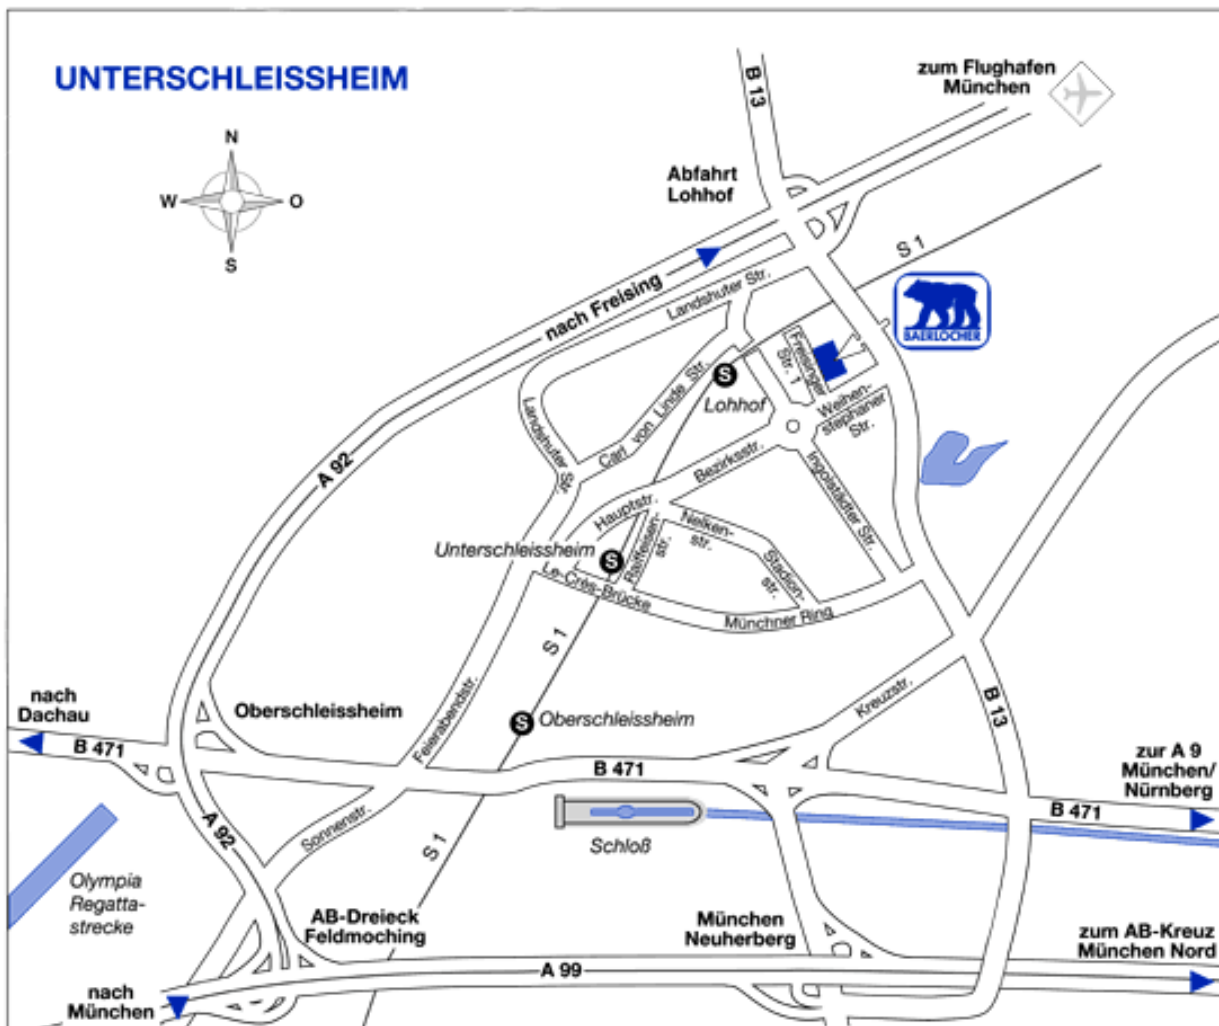 UNTERSCHLEISSHEIM
N
W
O
S
B 13
zum Flughafen
München
Abfahrt
Lohhof
S 1
nach Freising
Landshuter Str.
BAERLOCHER
Freisinger
Str. 1
S
Lohhof
Weihen-
stephaner
Str.
Carl von Linde Str.
Landshuter Str.
A 92
Bezirksstr.
Ingolstädter Str.
Hauptstr.
Nelken-
str.
Raiffeisen-
str.
Stadion-
str.
Unterschleissheim
S
Le-Crès-Brücke
Münchner Ring
S 1
Kreuzstr.
B 13
nach
Dachau
B 471
Oberschleissheim
Feierabendstr.
S
Oberschleissheim
B 471
zur A 9
München/
Nürnberg
B 471
A 92
Sonnenstr.
S 1
Schloß
Olympia
Regatta-
strecke
AB-Dreieck
Feldmoching
München
Neuherberg
zum AB-Kreuz
München Nord
A 99
nach
München